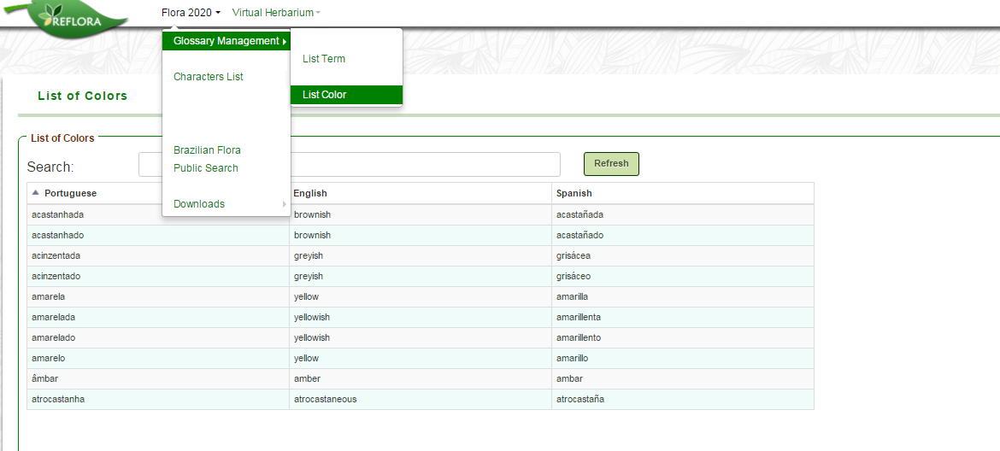 REFLORA
Flora 2020 Virtual Herbarium
Glossary Management
List Term
Characters List
List Color
List of Colors
List of Colors
Brazilian Flora
Search: Refresh
Public Search
Portuguese English Spanish
Downloads
acastanhada brownish acastañada
acastanhado brownish acastañado
acinzentada greyish grisácea
acinzentado greyish grisáceo
amarela yellow amarilla
amarelada yellowish amarillenta
amarelado yellowish amarillento
amarelo yellow amarillo
âmbar amber ambar
atrocastanha atrocastaneous atrocastaña